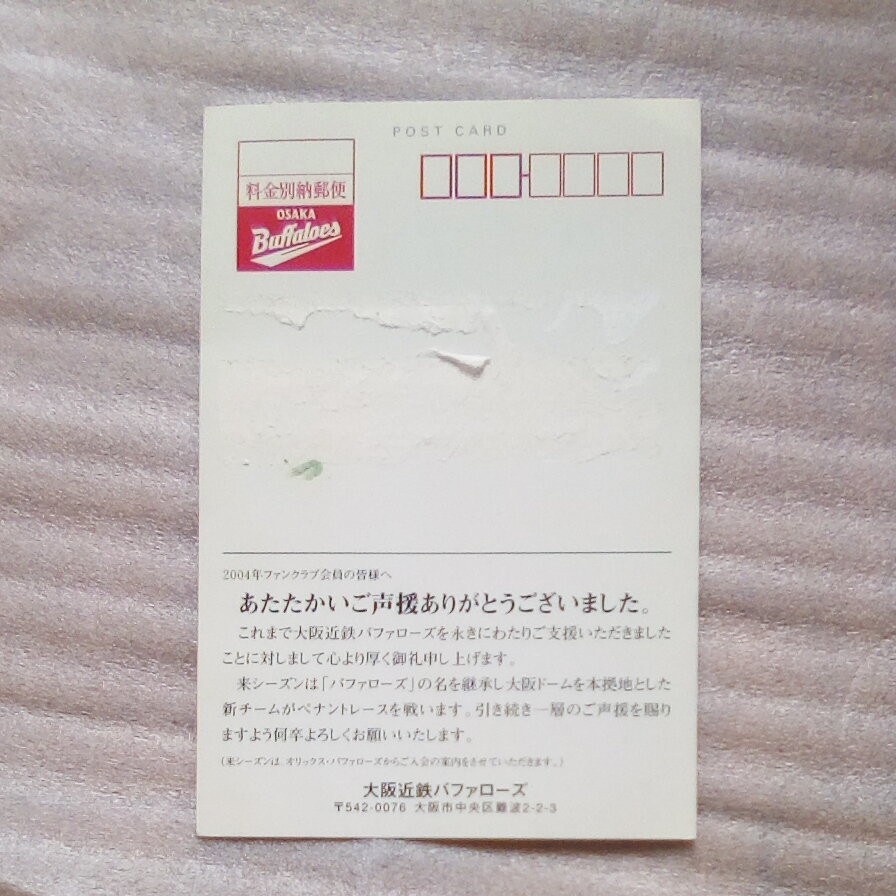 POST CARD
料金別納郵便
OSAKA
Buffaloes
2004年ファンクラブ会員の皆様へ
あたたかいご声援ありがとうございました。
これまで大阪近鉄バファローズを永きにわたりご支援いただきました
ことに対しまして心より厚く御礼申し上げます。
来シーズンは「バファローズ」の名を継承し大阪ドームを本拠地とした
新チームがペナントレースを戦います。引き続き一層のご声援を賜り
ますよう何卒よろしくお願いいたします。
(来シーズンは、オリックス・バファローズからご入会の案内をさせていただきます。)
大阪近鉄バファローズ
〒542-0076 大阪市中央区難波2-2-3